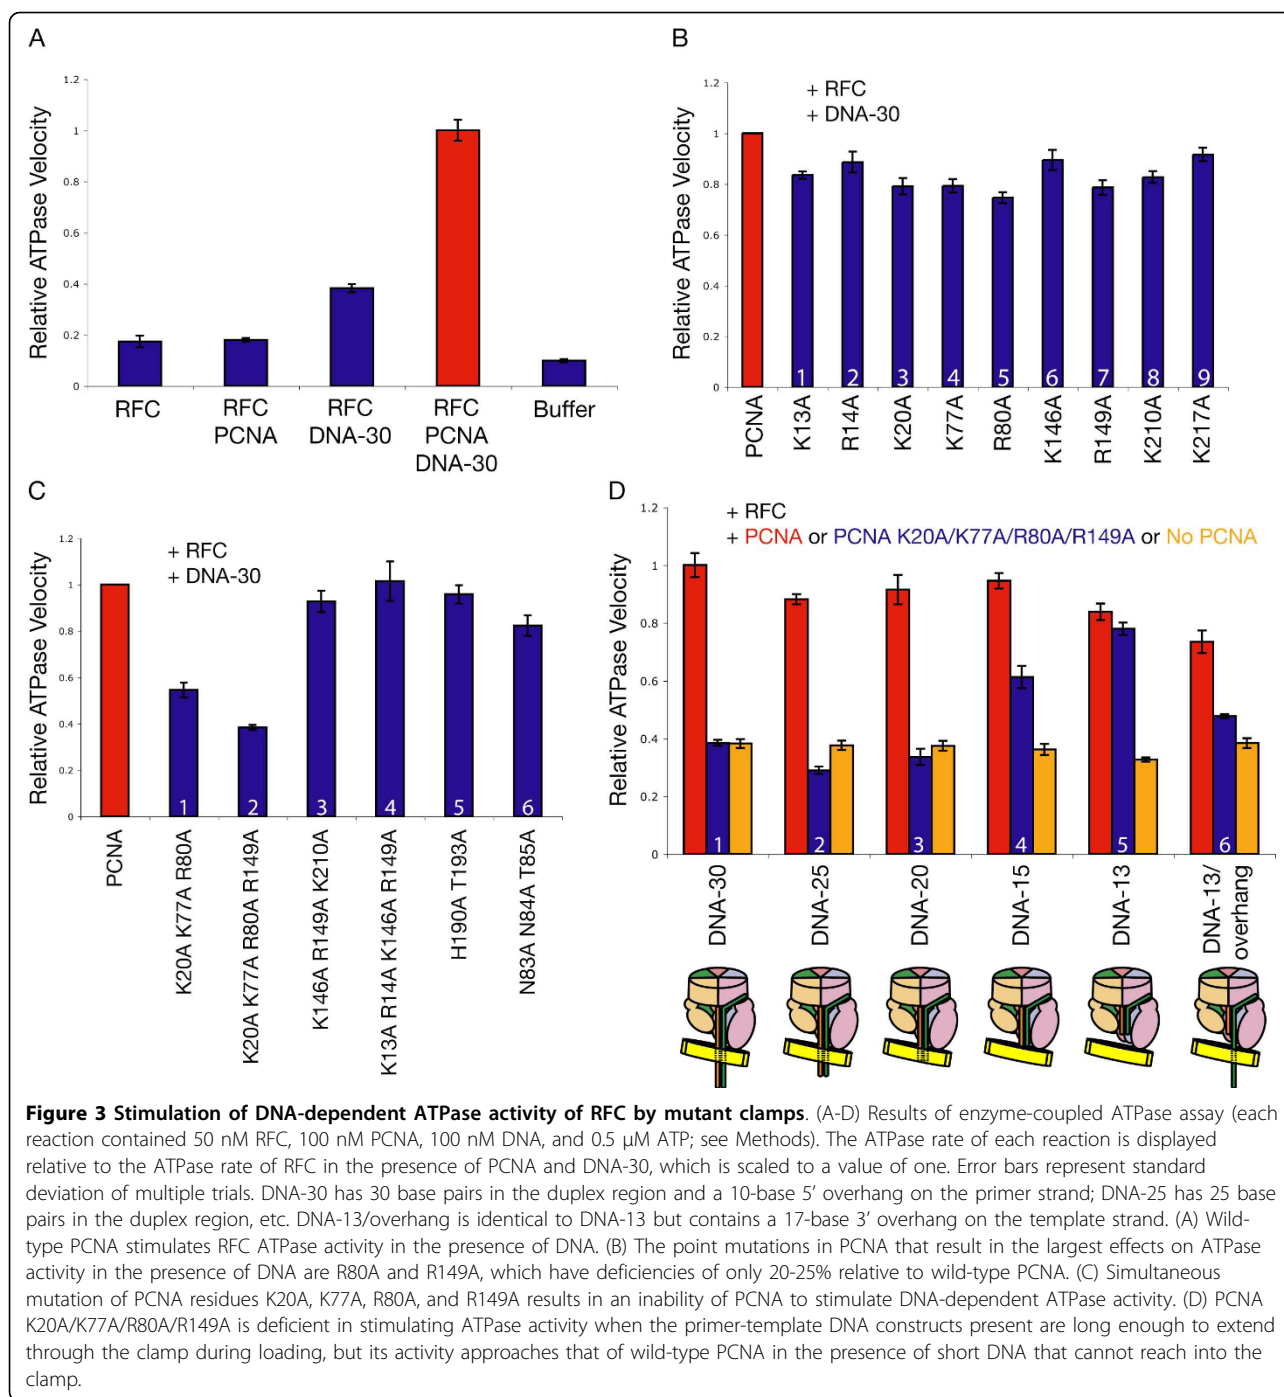 A
Relative ATPase Velocity
1.2
1
0.8
0.6
0.4
0.2
0
RFC
RFC
PCNA
RFC
DNA-30
RFC
PCNA
DNA-30
Buffer
B
Relative ATPase Velocity
1.2
1
0.8
0.6
0.4
0.2
0
+ RFC
+ DNA-30
1 2 3 4 5 6 7 8 9
PCNA
K13A
R14A
K20A
K77A
R80A
K146A
R149A
K210A
K217A
C
Relative ATPase Velocity
1.2
1
0.8
0.6
0.4
0.2
0
+ RFC
+ DNA-30
1 2 3 4 5 6
PCNA
K20A K77A R80A
K20A K77A R80A R149A
K146A R149A K210A
K13A R14A K146A R149A
H190A T193A
N83A N84A T85A
D
Relative ATPase Velocity
1.2
1
0.8
0.6
0.4
0.2
0
+ RFC
+ PCNA or PCNA K20A/K77A/R80A/R149A or No PCNA
1 2 3 4 5 6
DNA-30
DNA-25
DNA-20
DNA-15
DNA-13
DNA-13/
overhang
Figure 3 Stimulation of DNA-dependent ATPase activity of RFC by mutant clamps. (A-D) Results of enzyme-coupled ATPase assay (each
reaction contained 50 nM RFC, 100 nM PCNA, 100 nM DNA, and 0.5 μM ATP; see Methods). The ATPase rate of each reaction is displayed
relative to the ATPase rate of RFC in the presence of PCNA and DNA-30, which is scaled to a value of one. Error bars represent standard
deviation of multiple trials. DNA-30 has 30 base pairs in the duplex region and a 10-base 5’ overhang on the primer strand; DNA-25 has 25 base
pairs in the duplex region, etc. DNA-13/overhang is identical to DNA-13 but contains a 17-base 3’ overhang on the template strand. (A) Wild-
type PCNA stimulates RFC ATPase activity in the presence of DNA. (B) The point mutations in PCNA that result in the largest effects on ATPase
activity in the presence of DNA are R80A and R149A, which have deficiencies of only 20-25% relative to wild-type PCNA. (C) Simultaneous
mutation of PCNA residues K20A, K77A, R80A, and R149A results in an inability of PCNA to stimulate DNA-dependent ATPase activity. (D) PCNA
K20A/K77A/R80A/R149A is deficient in stimulating ATPase activity when the primer-template DNA constructs present are long enough to extend
through the clamp during loading, but its activity approaches that of wild-type PCNA in the presence of short DNA that cannot reach into the
clamp.